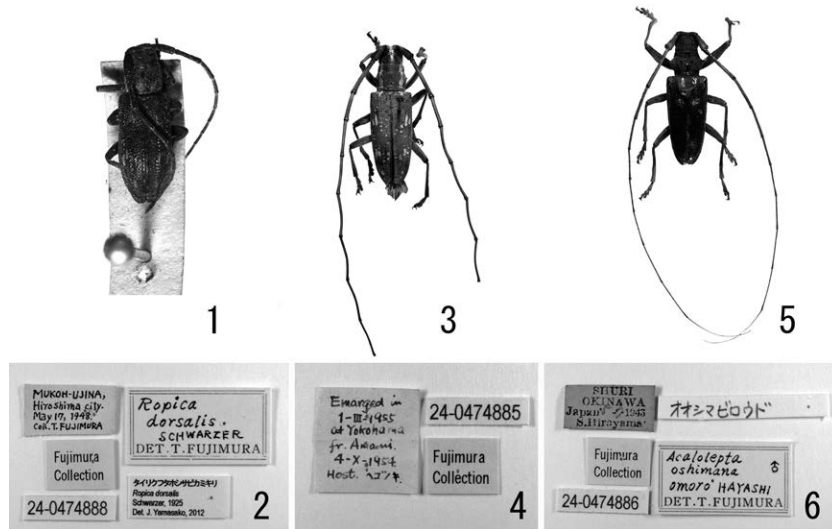 1
3
5
MUKOH-UJINA,
Hiroshima city.
May 17, 1948.
Coll. T. FUJIMURA
Ropica
dorsalis.
SCHWARZER
DET. T. FUJIMURA
Fujimura
Collection
24-0474888
タイリクフタホシサビカミキリ
Ropica dorsalis
Schwarzer, 1925
Det. J. Yamasako, 2012
2
Emerged in
1-III-1955
at Yokohama
fr. Amami.
4-X-1954
Host.
24-0474885
Fujimura
Collection
4
SHURI
OKINAWA
Japan 1943
S. Hirayama
オオシマビロウド
Fujimura
Collection
24-0474886
Acalolepta
oshimana ♂
omoro HAYASHI
DET. T. FUJIMURA
6